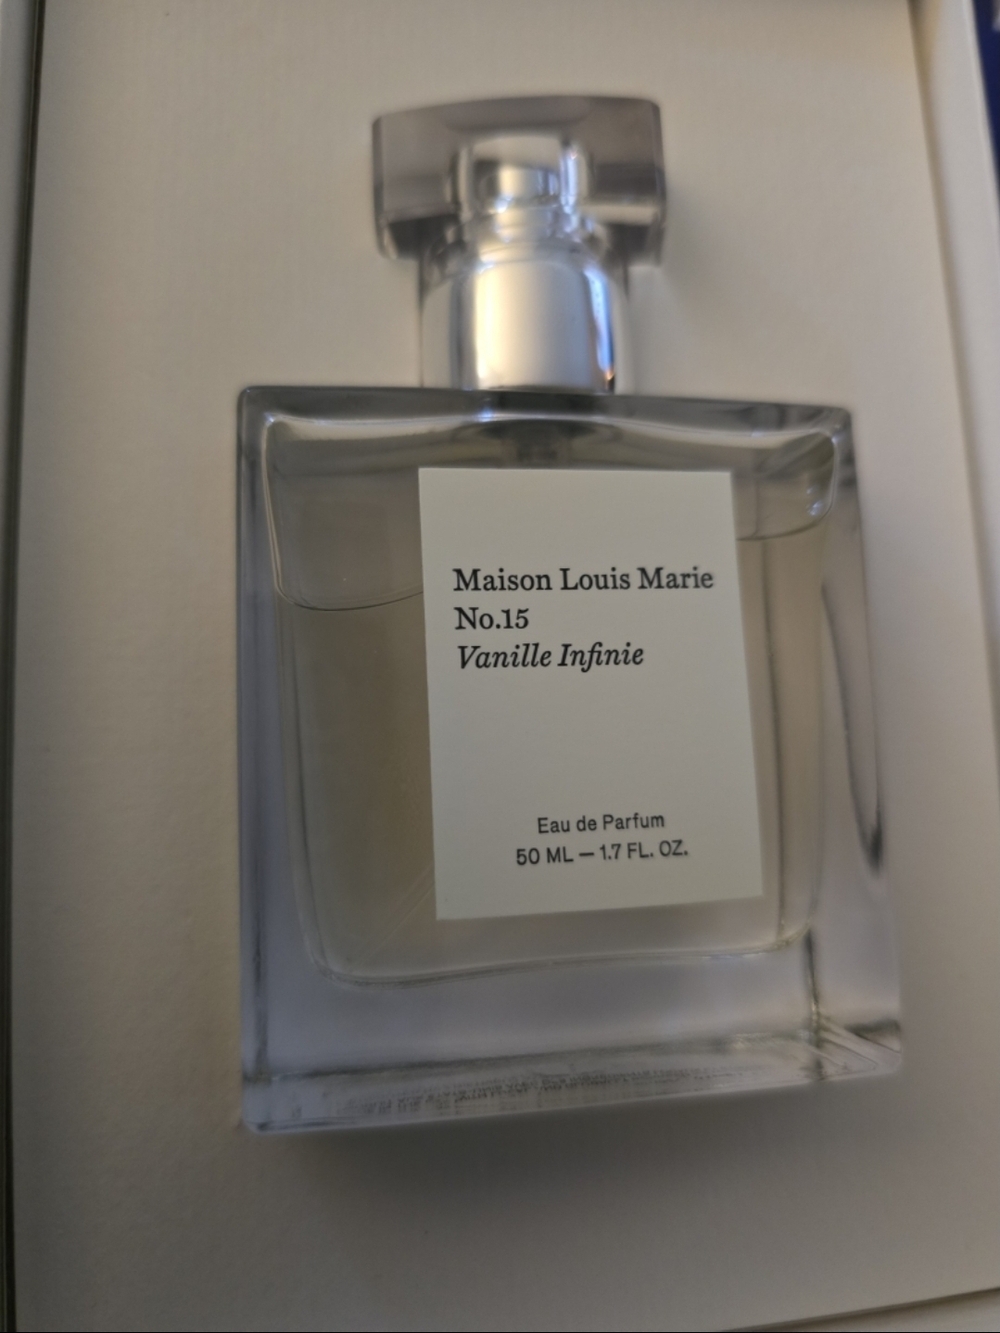 Maison Louis Marie
No.15
Vanille Infinie
Eau de Parfum
50 ML — 1.7 FL. OZ.